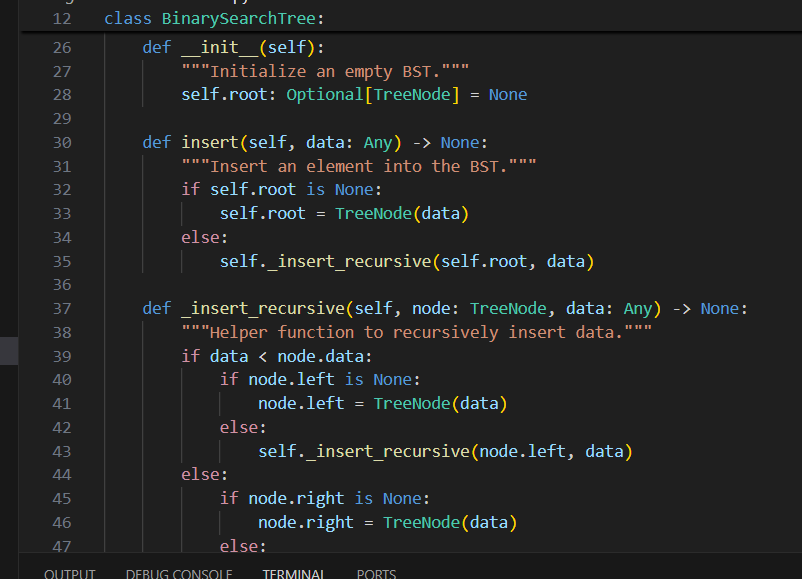 12 class BinarySearchTree:
26 def __init__(self):
27 """Initialize an empty BST."""
28 self.root: Optional[TreeNode] = None
29
30 def insert(self, data: Any) -> None:
31 """Insert an element into the BST."""
32 if self.root is None:
33 self.root = TreeNode(data)
34 else:
35 self._insert_recursive(self.root, data)
36
37 def _insert_recursive(self, node: TreeNode, data: Any) -> None:
38 """Helper function to recursively insert data."""
39 if data < node.data:
40 if node.left is None:
41 node.left = TreeNode(data)
42 else:
43 self._insert_recursive(node.left, data)
44 else:
45 if node.right is None:
46 node.right = TreeNode(data)
47 else:
OUTPUT DEBUG CONSOLE TERMINAL PORTS